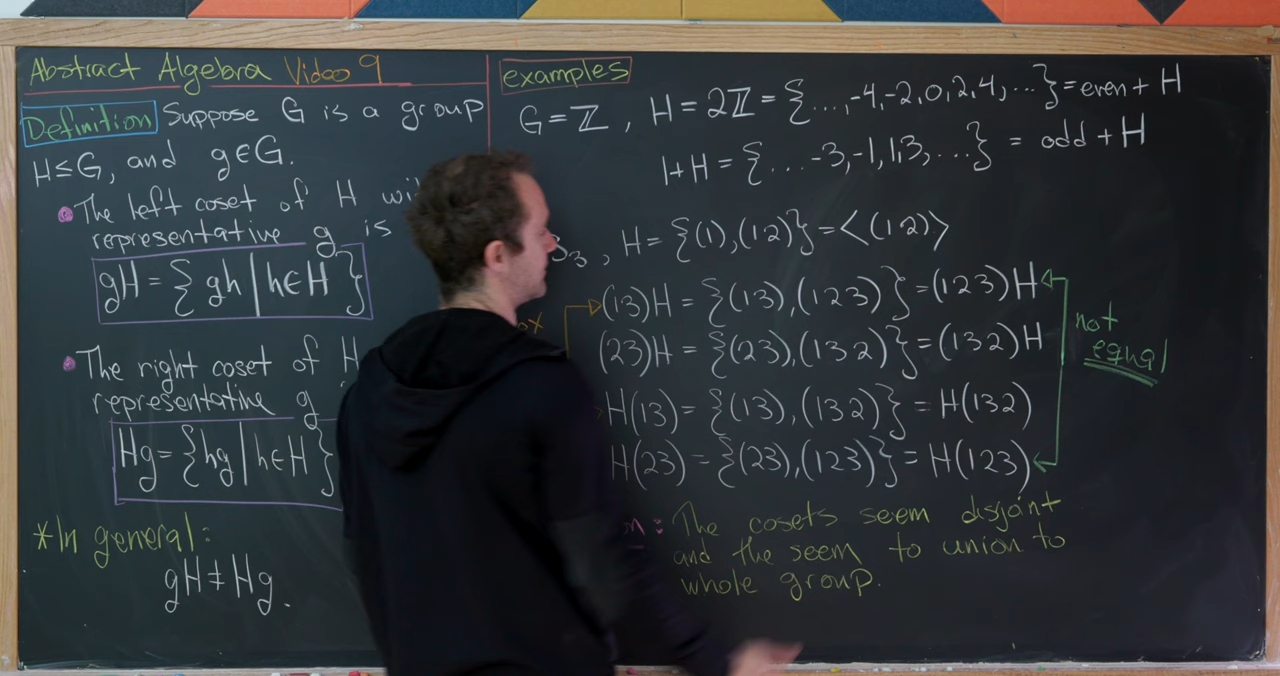 Abstract Algebra Video 9
Definition Suppose G is a group
H≤G, and g∈G.
• The left coset of H
representative g is
gH = { gh | h∈H }
• The right coset of H
representative g
Hg = { hg | h∈H }
*In general:
gH ≠ Hg.
examples
G = ℤ, H = 2ℤ = {..., -4, -2, 0, 2, 4, ...} = even + H
1+H = {... -3, -1, 1, 3, ...} = odd + H
S₃, H = {(1), (12)} = <(12)>
(13)H = {(13), (123)} = (123)H
(23)H = {(23), (132)} = (132)H
H(13) = {(13), (132)} = H(132)
H(23) = {(23), (123)} = H(123)
not
equal
The cosets seem disjoint
and the seem to union to
whole group.